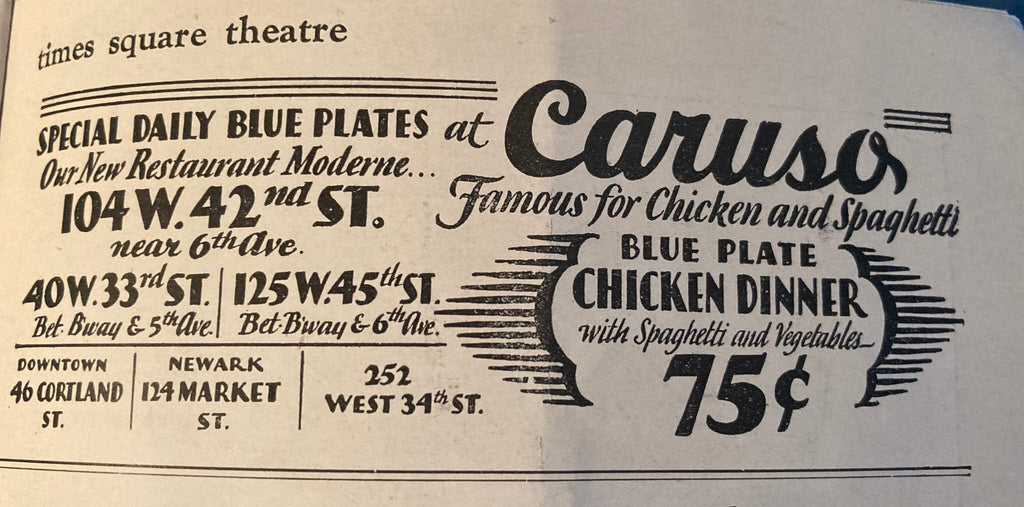 times square theatre
SPECIAL DAILY BLUE PLATES at Caruso
Our New Restaurant Moderne...
104 W. 42nd ST.
near 6th Ave.
40 W. 33rd ST.
Bet. B'way & 5th Ave.
125 W. 45th ST.
Bet. B'way & 6th Ave.
DOWNTOWN
46 CORTLAND
ST.
NEWARK
124 MARKET
ST.
252
WEST 34th ST.
Famous for Chicken and Spaghetti
BLUE PLATE
CHICKEN DINNER
with Spaghetti and Vegetables
75¢